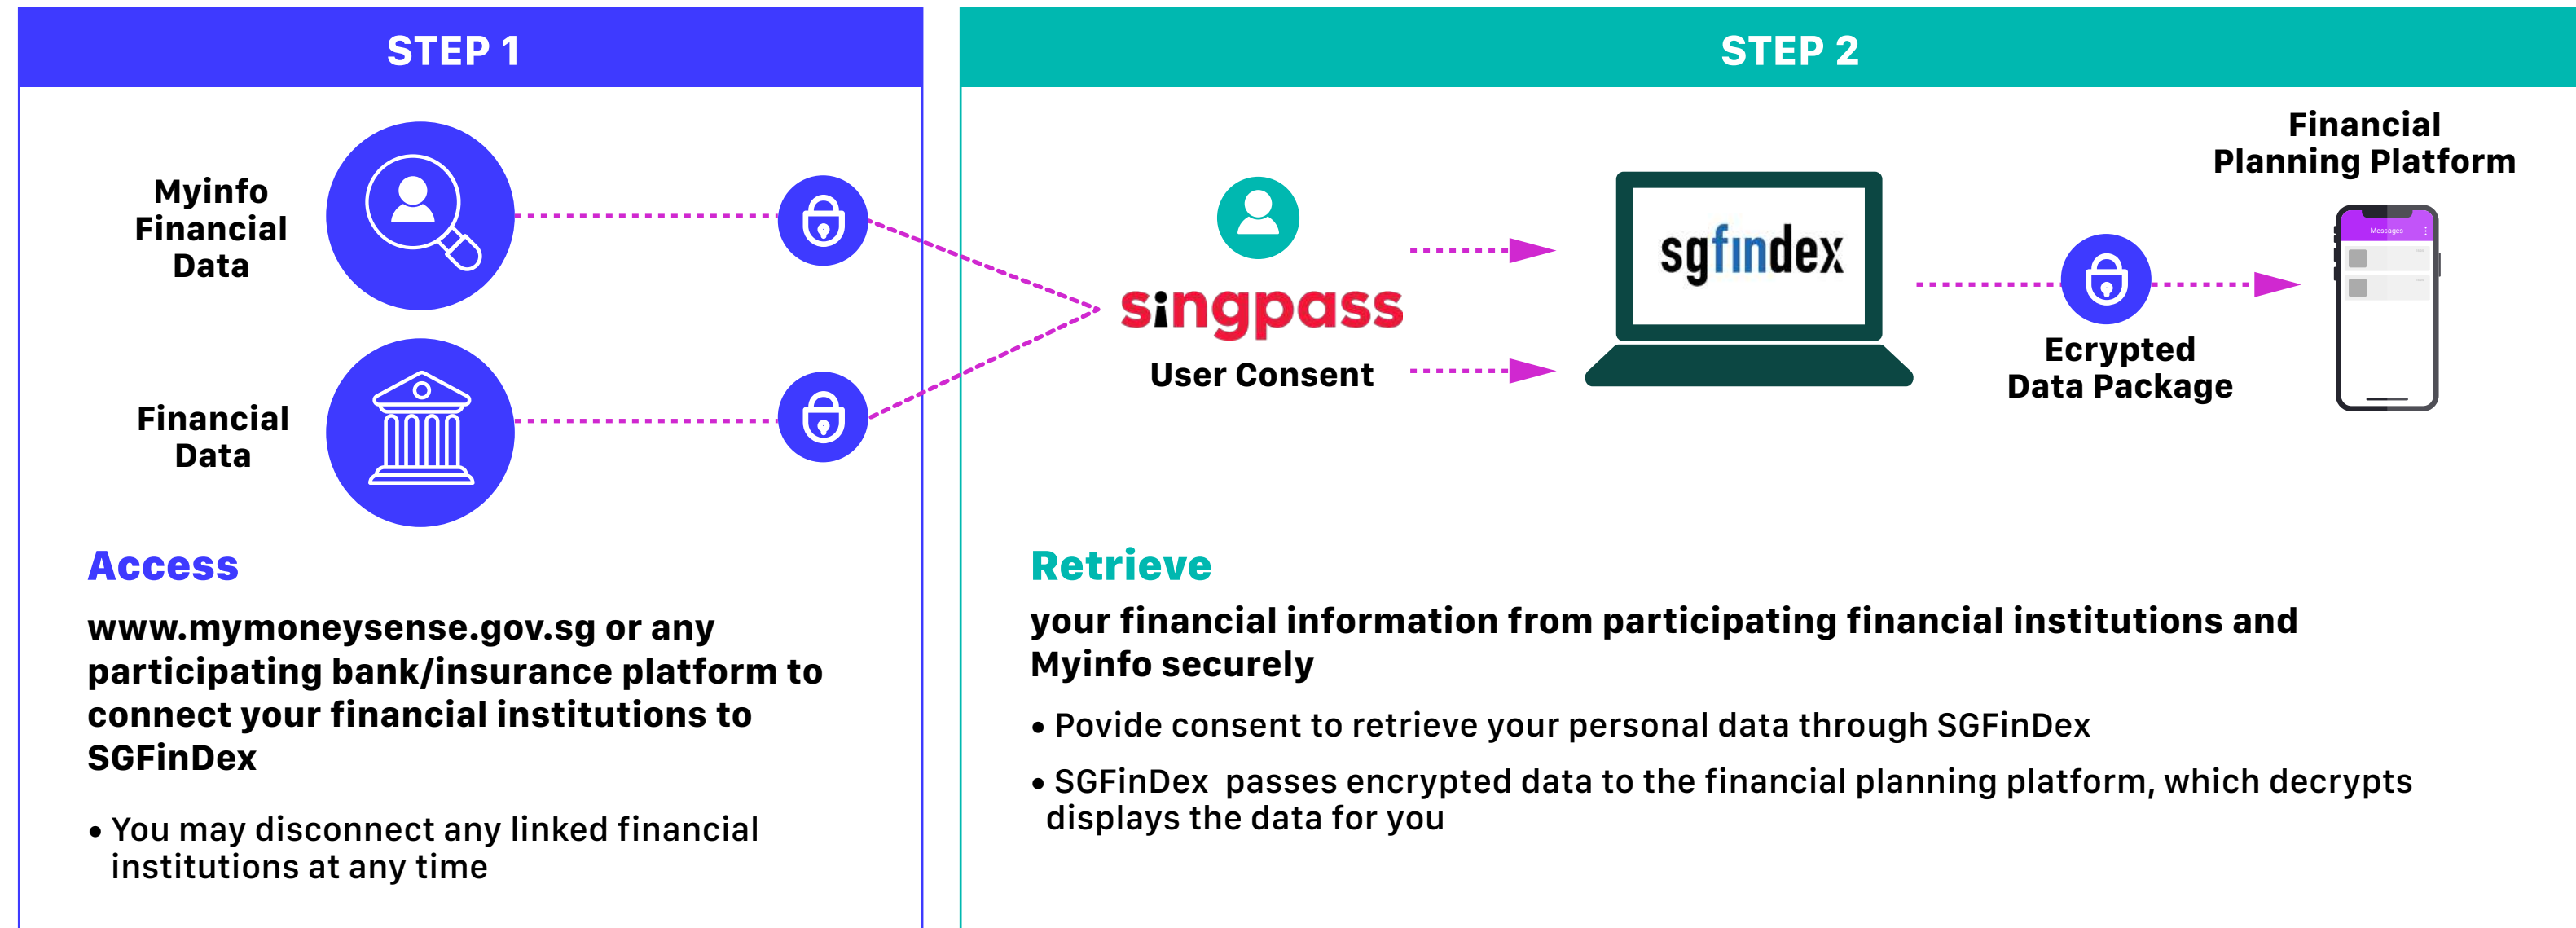 STEP 1
Myinfo
Financial
Data
Financial
Data
Access
www.mymoneysense.gov.sg or any
participating bank/insurance platform to
connect your financial institutions to
SGFinDex
• You may disconnect any linked financial
institutions at any time
STEP 2
singpass
User Consent
sgfindex
Ecrypted
Data Package
Financial
Planning Platform
Messages
Retrieve
your financial information from participating financial institutions and
Myinfo securely
• Povide consent to retrieve your personal data through SGFinDex
• SGFinDex  passes encrypted data to the financial planning platform, which decrypts
displays the data for you